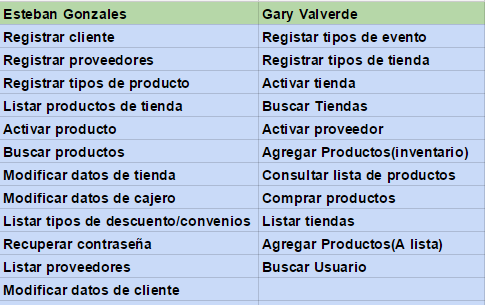 Esteban Gonzales Gary Valverde
Registrar cliente Registar tipos de evento
Registrar proveedores Registrar tipos de tienda
Registrar tipos de producto Activar tienda
Listar productos de tienda Buscar Tiendas
Activar producto Activar proveedor
Buscar productos Agregar Productos(inventario)
Modificar datos de tienda Consultar lista de productos
Modificar datos de cajero Comprar productos
Listar tipos de descuento/convenios Listar tiendas
Recuperar contraseña Agregar Productos(A lista)
Listar proveedores Buscar Usuario
Modificar datos de cliente